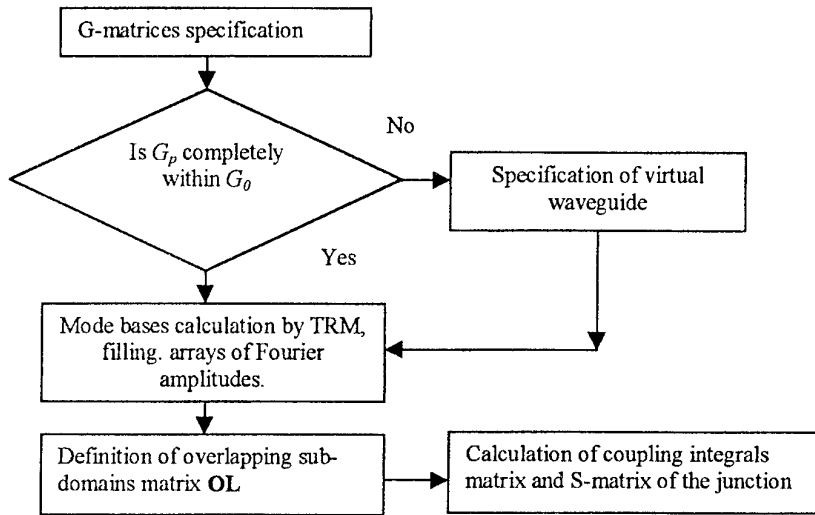 G-matrices specification
No
Is Gp completely
within G0
Specification of virtual
waveguide
Yes
Mode bases calculation by TRM,
filling. arrays of Fourier
amplitudes.
Definition of overlapping sub-
domains matrix OL
Calculation of coupling integrals
matrix and S-matrix of the junction